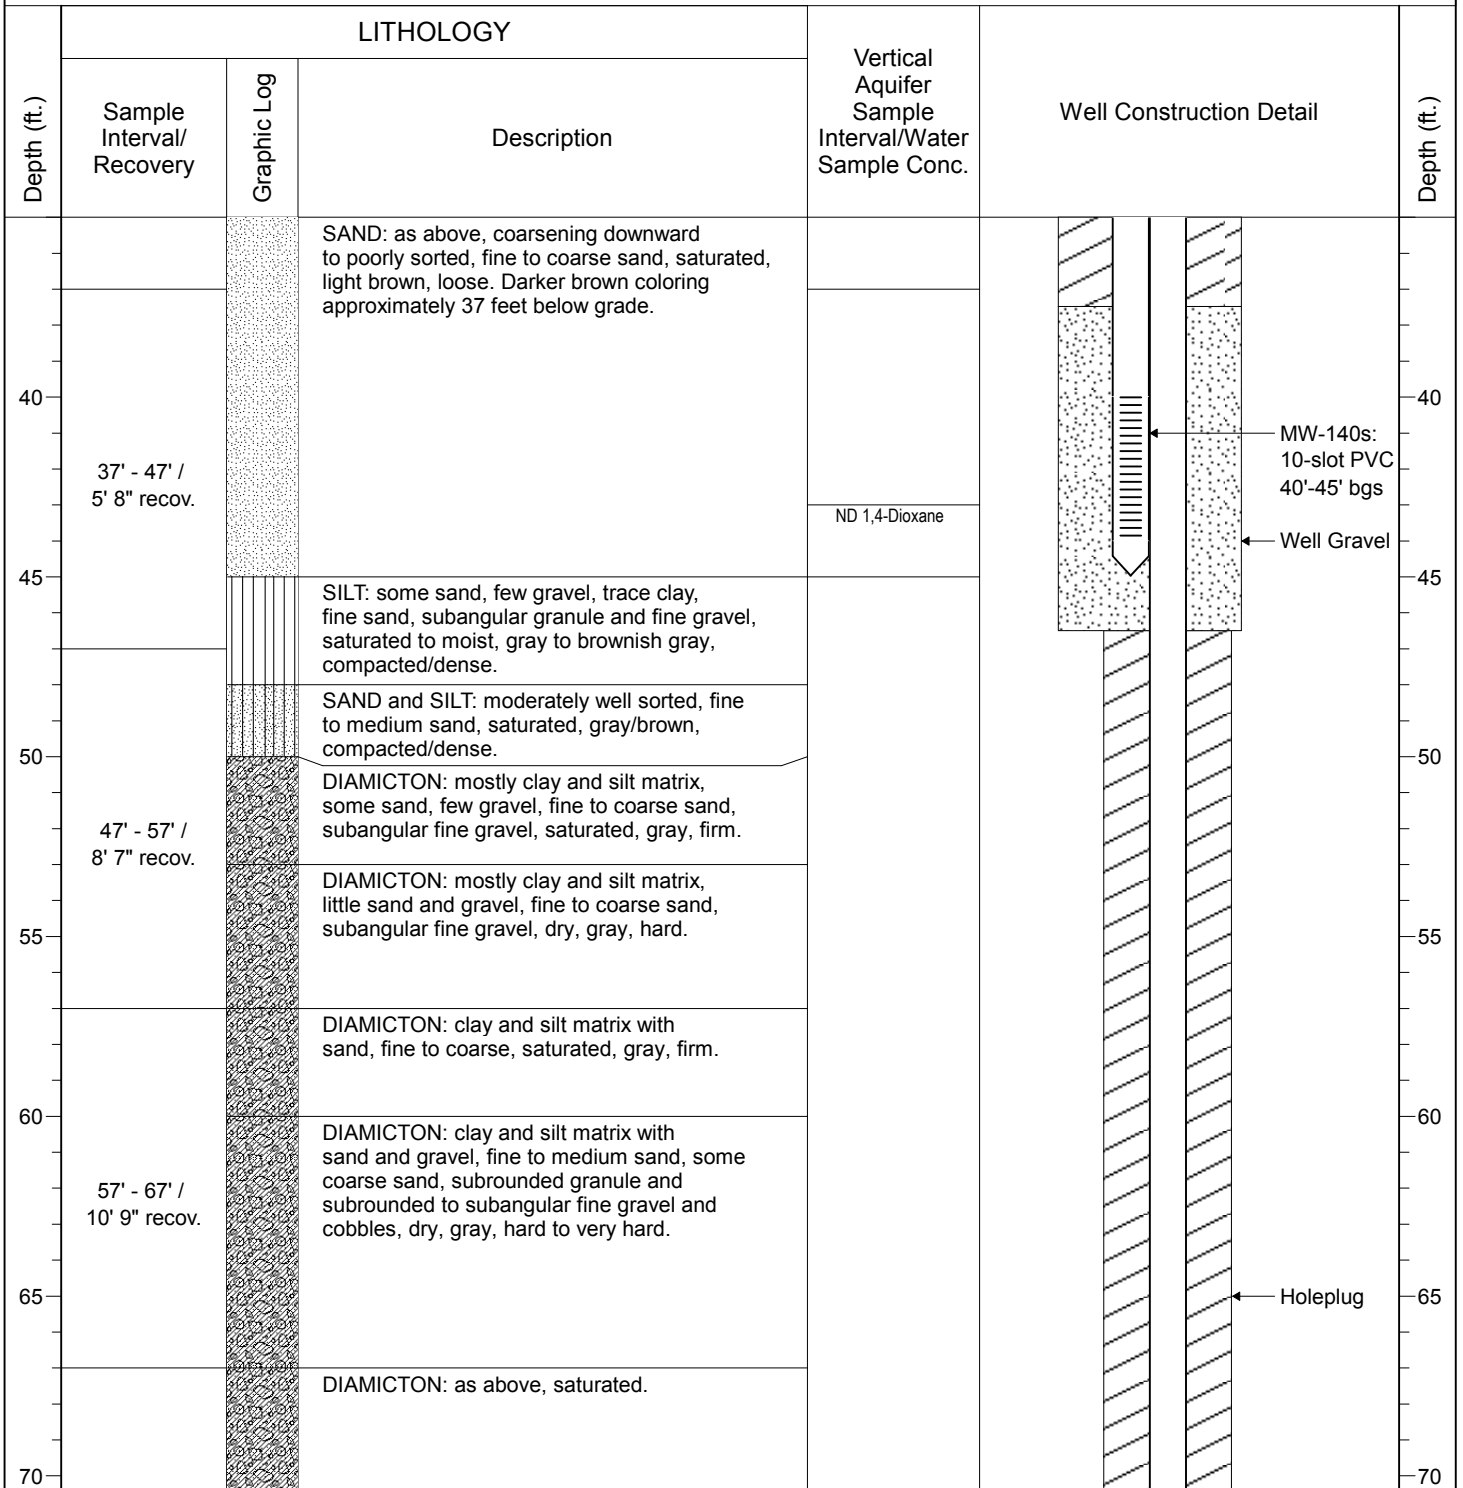 LITHOLOGY
Depth (ft.)
Sample
Interval/
Recovery
Graphic Log
Description
Vertical
Aquifer
Sample
Interval/Water
Sample Conc.
Well Construction Detail
Depth (ft.)
SAND: as above, coarsening downward
to poorly sorted, fine to coarse sand, saturated,
light brown, loose. Darker brown coloring
approximately 37 feet below grade.
40
40
MW-140s:
10-slot PVC
40'-45' bgs
37' - 47' /
5' 8" recov.
ND 1,4-Dioxane
Well Gravel
45
45
SILT: some sand, few gravel, trace clay,
fine sand, subangular granule and fine gravel,
saturated to moist, gray to brownish gray,
compacted/dense.
SAND and SILT: moderately well sorted, fine
to medium sand, saturated, gray/brown,
compacted/dense.
50
50
DIAMICTON: mostly clay and silt matrix,
some sand, few gravel, fine to coarse sand,
subangular fine gravel, saturated, gray, firm.
47' - 57' /
8' 7" recov.
DIAMICTON: mostly clay and silt matrix,
little sand and gravel, fine to coarse sand,
subangular fine gravel, dry, gray, hard.
55
55
DIAMICTON: clay and silt matrix with
sand, fine to coarse, saturated, gray, firm.
60
60
DIAMICTON: clay and silt matrix with
sand and gravel, fine to medium sand, some
coarse sand, subrounded granule and
subrounded to subangular fine gravel and
cobbles, dry, gray, hard to very hard.
57' - 67' /
10' 9" recov.
65
Holeplug
65
DIAMICTON: as above, saturated.
70
70